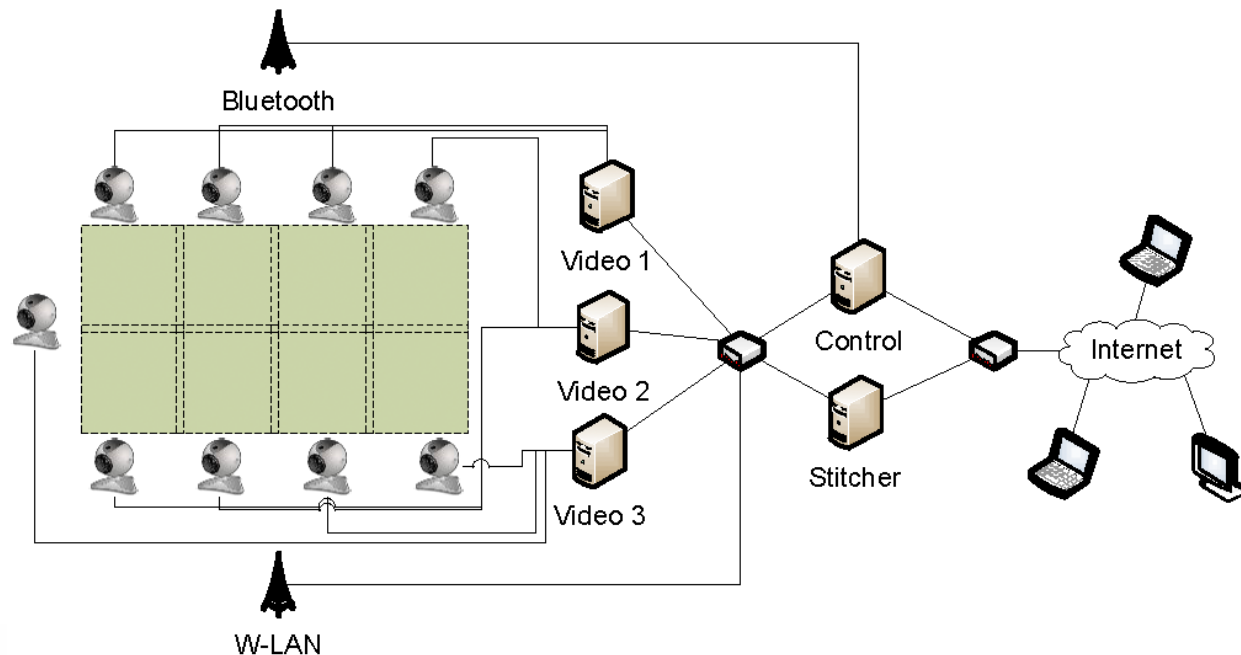 Bluetooth
Video 1
Control
Internet
Video 2
Stitcher
Video 3
W-LAN